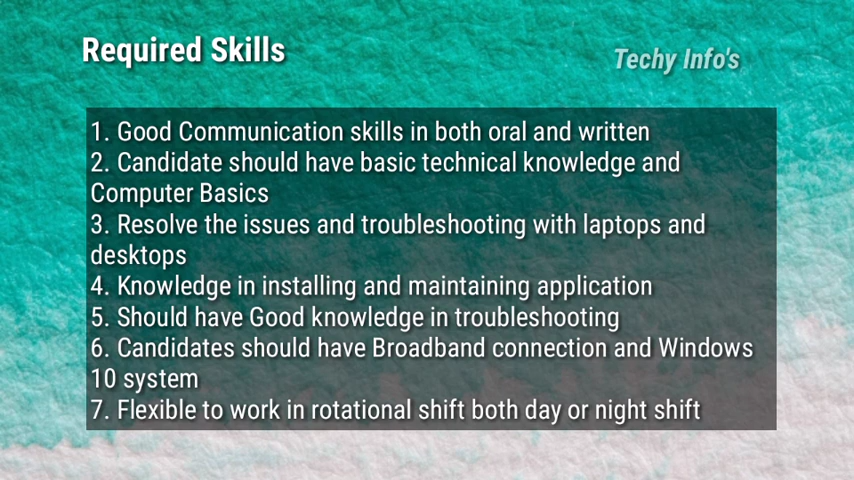 Required Skills
Techy Info's
1. Good Communication skills in both oral and written
2. Candidate should have basic technical knowledge and
Computer Basics
3. Resolve the issues and troubleshooting with laptops and
desktops
4. Knowledge in installing and maintaining application
5. Should have Good knowledge in troubleshooting
6. Candidates should have Broadband connection and Windows
10 system
7. Flexible to work in rotational shift both day or night shift